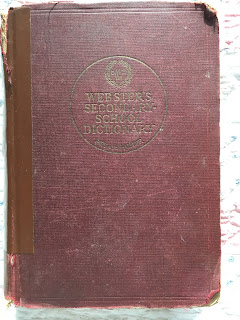 WEBSTER'S
SECONDARY-
SCHOOL
DICTIONARY